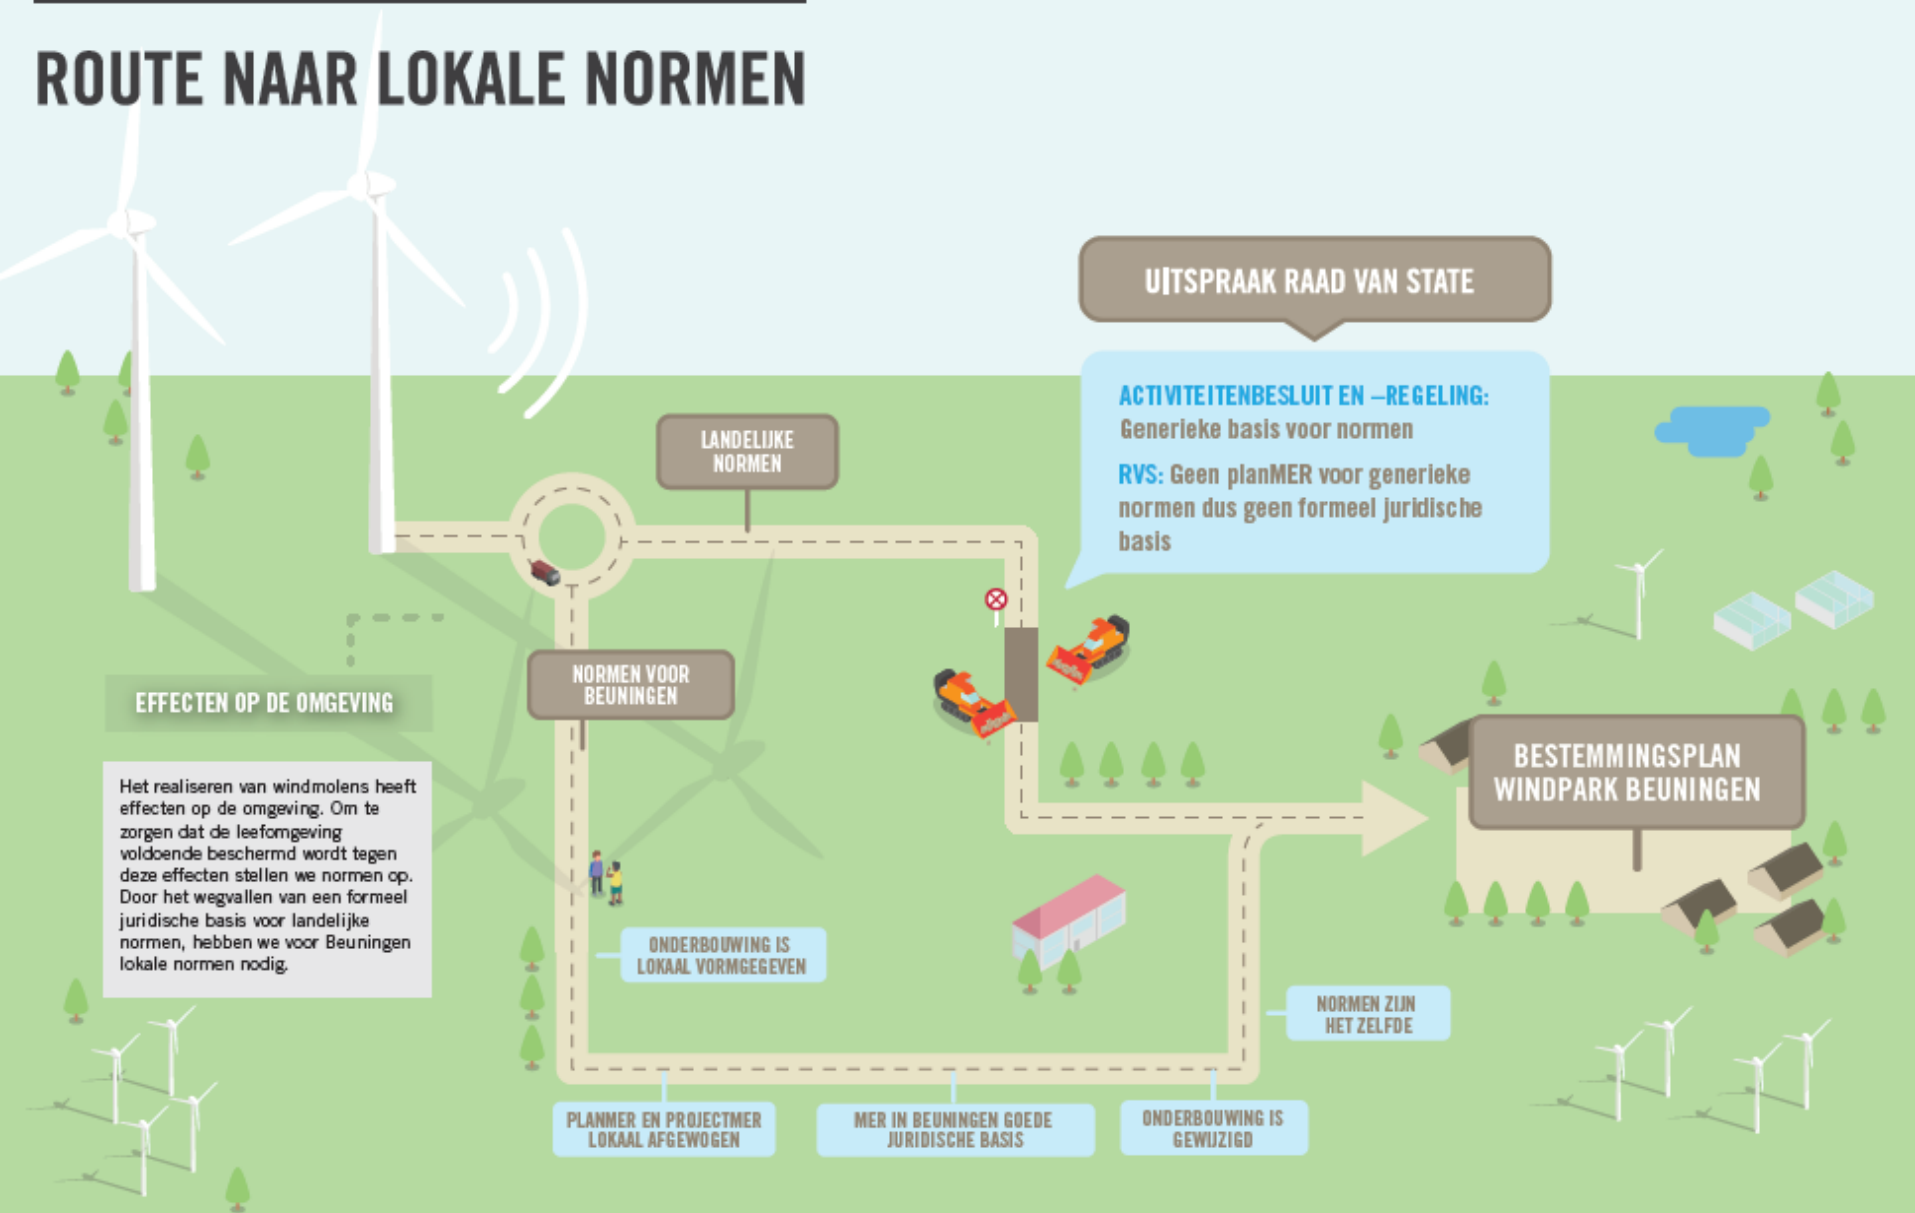 ROUTE NAAR LOKALE NORMEN
UITSPRAAK RAAD VAN STATE
ACTIVITEITENBESLUIT EN –REGELING:
Generieke basis voor normen
RVS: Geen planMER voor generieke
normen dus geen formeel juridische
basis
LANDELIJKE
NORMEN
NORMEN VOOR
BEUNINGEN
EFFECTEN OP DE OMGEVING
Het realiseren van windmolens heeft
effecten op de omgeving. Om te
zorgen dat de leefomgeving
voldoende beschermd wordt tegen
deze effecten stellen we normen op.
Door het wegvallen van een formeel
juridische basis voor landelijke
normen, hebben we voor Beuningen
lokale normen nodig.
BESTEMMINGSPLAN
WINDPARK BEUNINGEN
ONDERBOUWING IS
LOKAAL VORMGEGEVEN
NORMEN ZIJN
HET ZELFDE
PLANMER EN PROJECTMER
LOKAAL AFGEWOGEN
MER IN BEUNINGEN GOEDE
JURIDISCHE BASIS
ONDERBOUWING IS
GEWIJZIGD